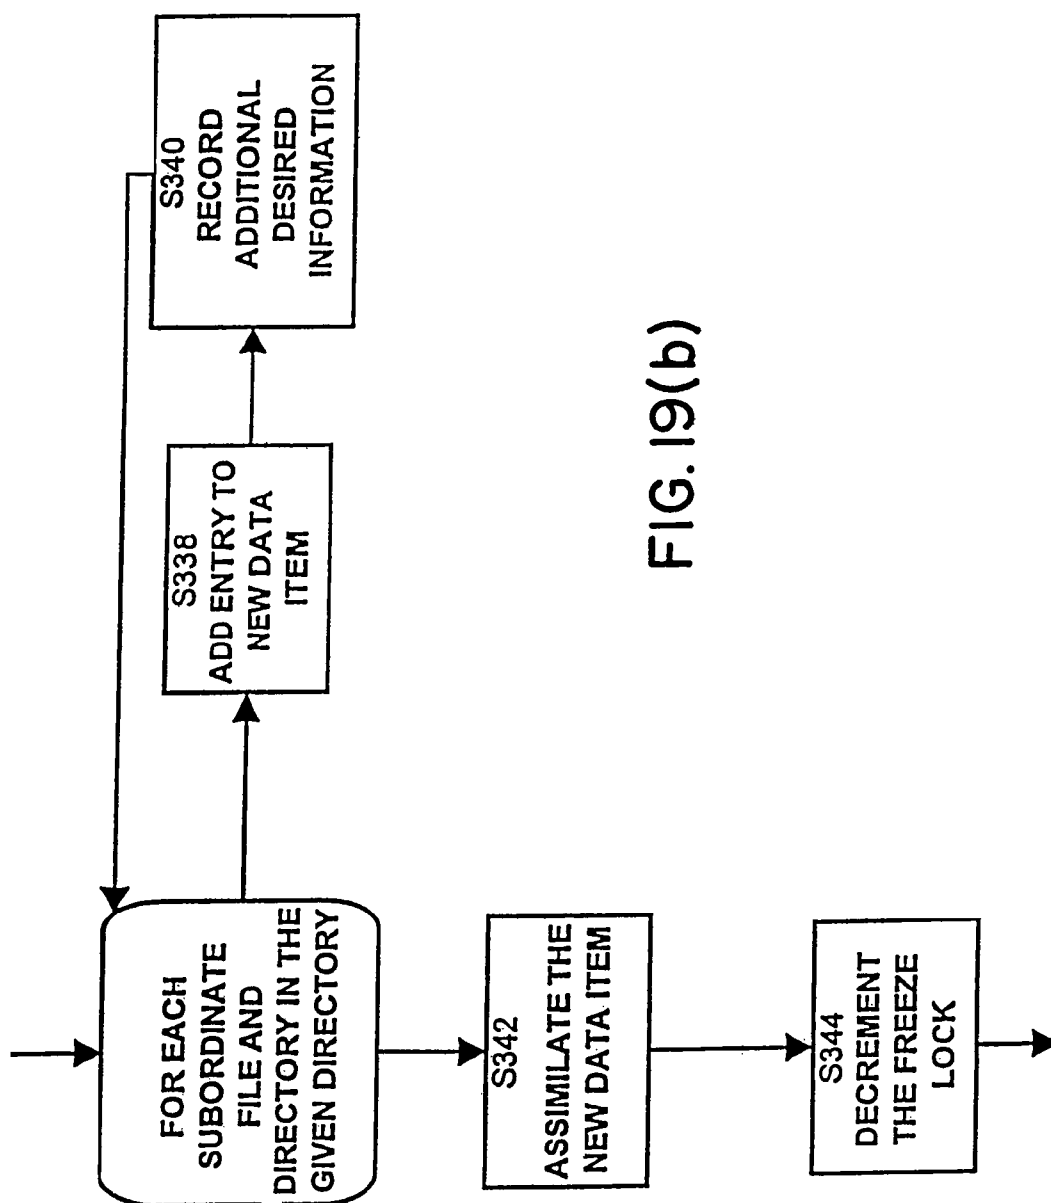 FOR EACH
SUBORDINATE
FILE AND
DIRECTORY IN THE
GIVEN DIRECTORY
S338
ADD ENTRY TO
NEW DATA
ITEM
S340
RECORD
ADDITIONAL
DESIRED
INFORMATION
S342
ASSIMILATE THE
NEW DATA ITEM
S344
DECREMENT
THE FREEZE
LOCK
FIG. 19(b)